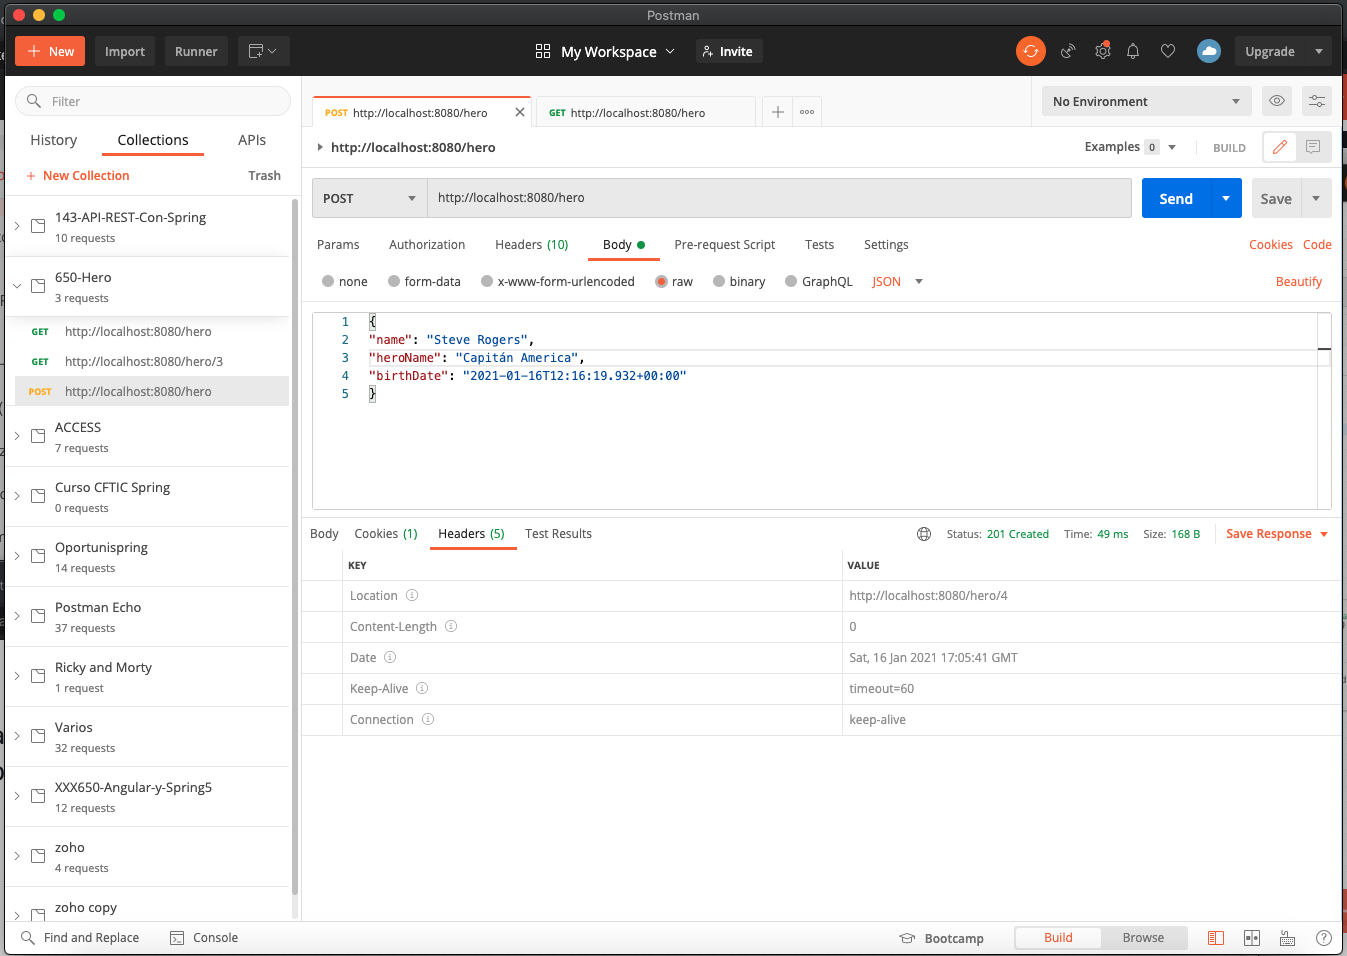 Postman
New Import Runner My Workspace Invite Upgrade
Filter
History Collections APIs
New Collection Trash
143-API-REST-Con-Spring
10 requests
650-Hero
3 requests
GET http://localhost:8080/hero
GET http://localhost:8080/hero/3
POST http://localhost:8080/hero
ACCESS
7 requests
Curso CFTIC Spring
0 requests
Oportunispring
14 requests
Postman Echo
37 requests
Ricky and Morty
1 request
Varios
32 requests
XXX650-Angular-y-Spring5
12 requests
zoho
4 requests
zoho copy
POST http://localhost:8080/hero GET http://localhost:8080/hero No Environment
http://localhost:8080/hero Examples 0 BUILD
POST http://localhost:8080/hero Send Save
Params Authorization Headers (10) Body Pre-request Script Tests Settings Cookies Code
none form-data x-www-form-urlencoded raw binary GraphQL JSON Beautify
1 {
2 "name": "Steve Rogers",
3 "heroName": "Capitán America",
4 "birthDate": "2021-01-16T12:16:19.932+00:00"
5 }
Body Cookies (1) Headers (5) Test Results Status: 201 Created Time: 49 ms Size: 168 B Save Response
KEY VALUE
Location http://localhost:8080/hero/4
Content-Length 0
Date Sat, 16 Jan 2021 17:05:41 GMT
Keep-Alive timeout=60
Connection keep-alive
Find and Replace Console Bootcamp Build Browse